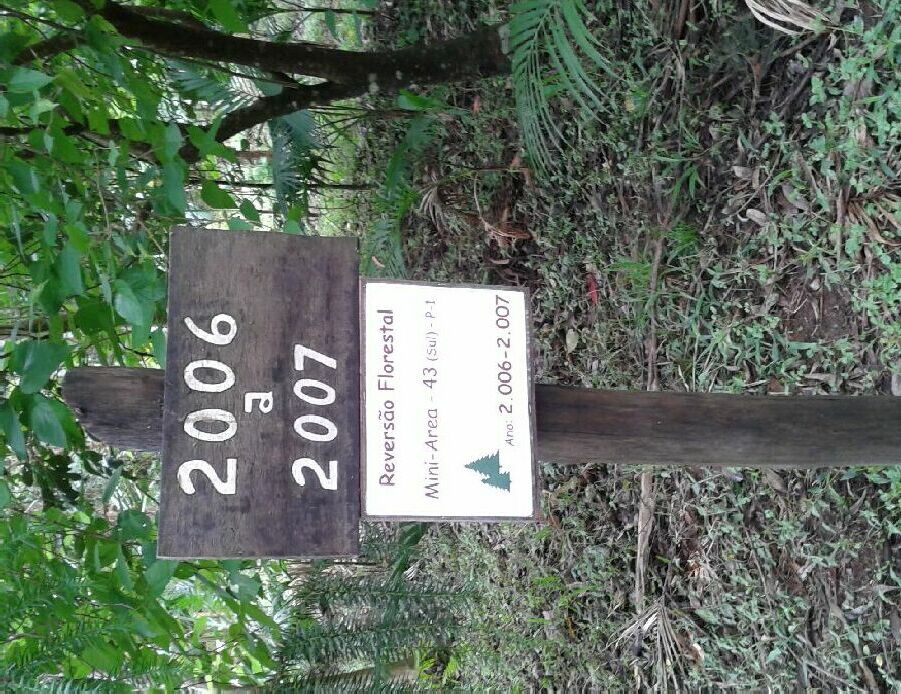 2006
a
2007
Reversão Florestal
Mini-Area - 43 (sul) - P.1
Ano: 2.006-2.007